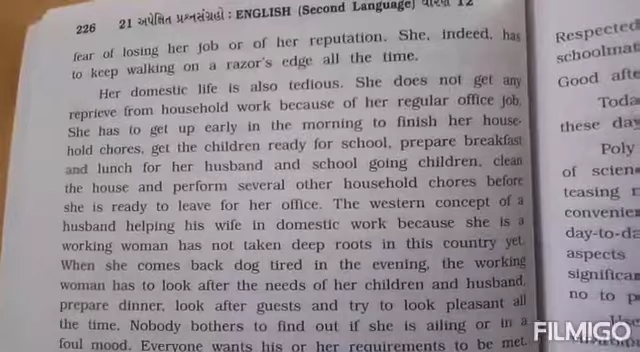 226 21 અપેક્ષિત પ્રશ્નસંગ્રહો : ENGLISH (Second Language) ધોરણ 12
fear of losing her job or of her reputation. She, indeed, has
to keep walking on a razor's edge all the time.
Her domestic life is also tedious. She does not get any
reprieve from household work because of her regular office job.
She has to get up early in the morning to finish her house-
hold chores, get the children ready for school, prepare breakfast
and lunch for her husband and school going children, clean
the house and perform several other household chores before
she is ready to leave for her office. The western concept of a
husband helping his wife in domestic work because she is a
working woman has not taken deep roots in this country yet.
When she comes back dog tired in the evening, the working
woman has to look after the needs of her children and husband,
prepare dinner, look after guests and try to look pleasant all
the time. Nobody bothers to find out if she is ailing or in a
foul mood. Everyone wants his or her requirements to be met.
Respected
schoolmat
Good afte
Toda
these day
Poly
of scien
teasing
convenie
day-to-da
aspects
significan
no to p
Use
FILMIGO